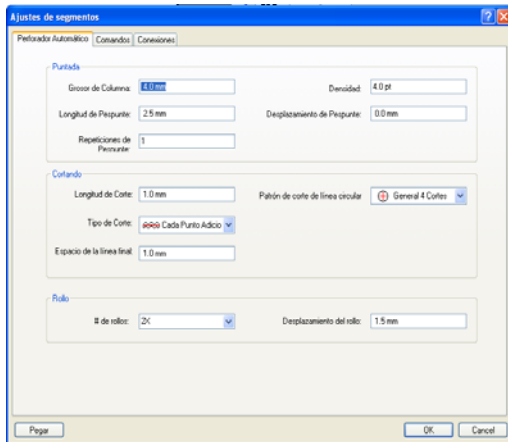 Ajustes de segmentos
Perforador Automático Comandos Conexiones
Puntada
Grosor de Columna: 4.0 mm Densidad: 4.0 pt
Longitud de Pespunte: 2.5 mm Desplazamiento de Pespunte: 0.0 mm
Repeticiones de Pespunte: 1
Cortando
Longitud de Corte: 1.0 mm Patrón de corte de línea circular General 4 Cortes
Tipo de Corte: Cada Punto Adicio
Espacio de la línea final: 1.0 mm
Rollo
# de rollos: 2X Desplazamiento del rollo: 1.5 mm
Pegar OK Cancel